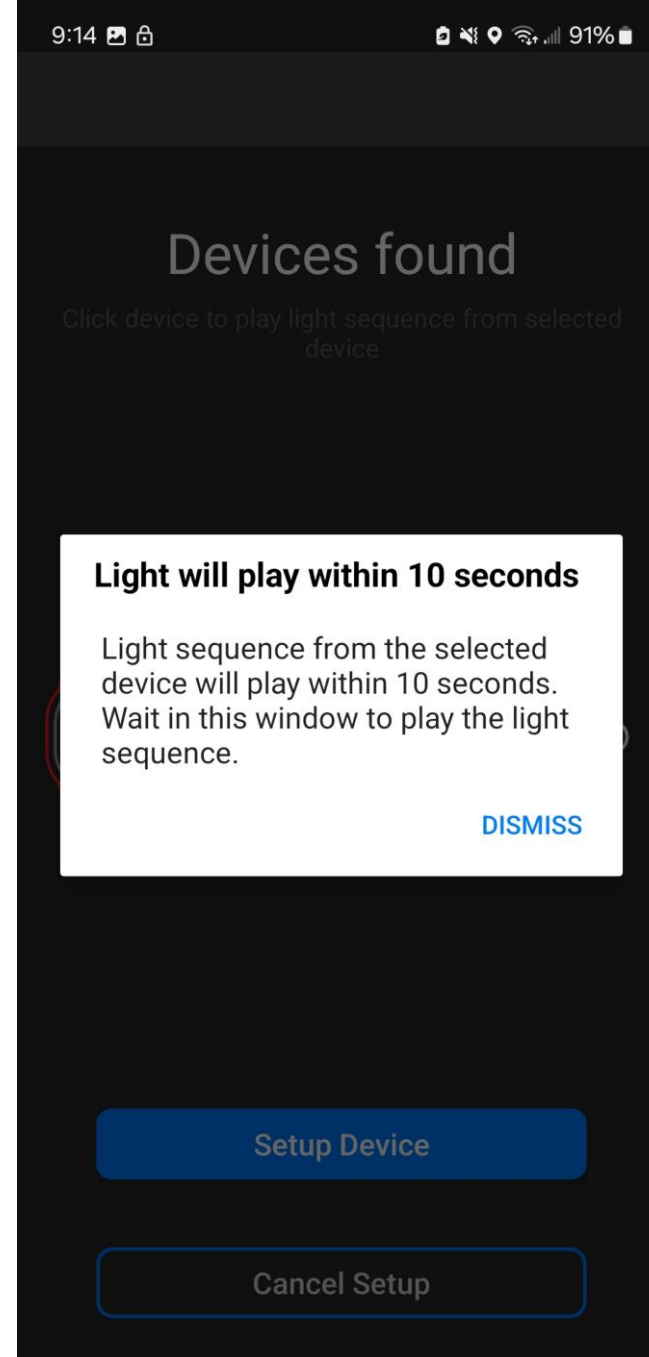 9:14
91%
Devices found
Click device to play light sequence from selected
device
Light will play within 10 seconds
Light sequence from the selected
device will play within 10 seconds.
Wait in this window to play the light
sequence.
DISMISS
Setup Device
Cancel Setup